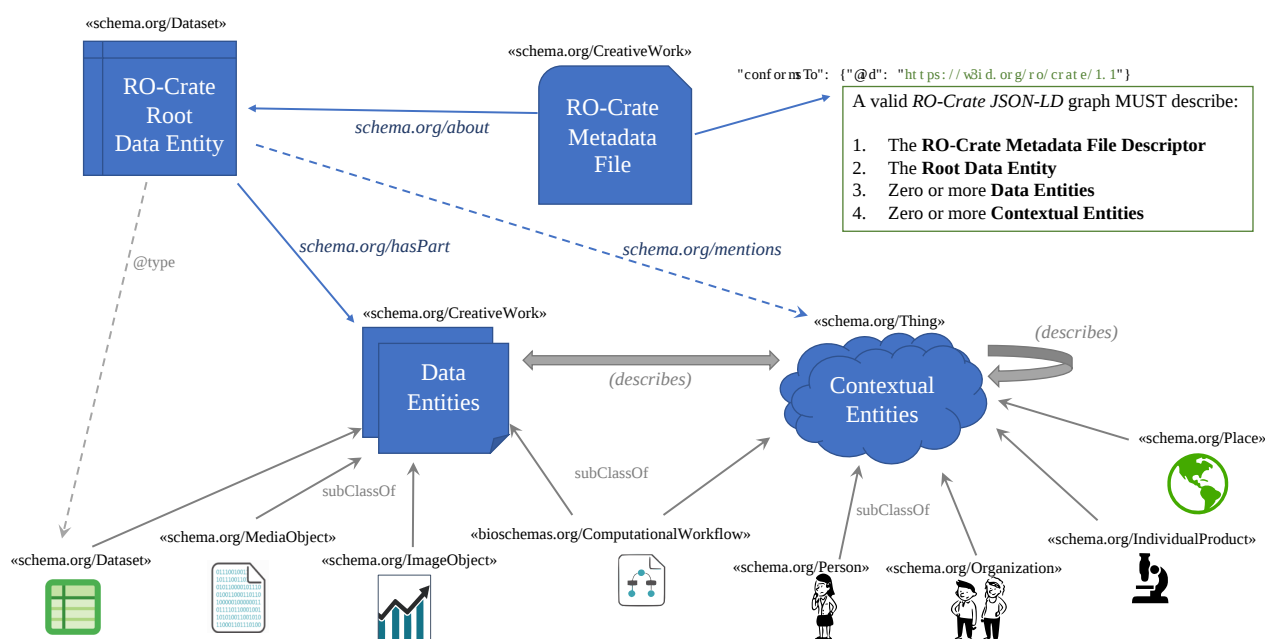 «schema.org/Dataset»
RO-Crate
Root
Data Entity
«schema.org/CreativeWork»
RO-Crate
Metadata
File
schema.org/about
"conformsTo": {"@id": "https://w3id.org/ro/crate/1.1"}
A valid RO-Crate JSON-LD graph MUST describe:
1. The RO-Crate Metadata File Descriptor
2. The Root Data Entity
3. Zero or more Data Entities
4. Zero or more Contextual Entities
schema.org/hasPart
schema.org/mentions
@type
«schema.org/CreativeWork»
Data
Entities
(describes)
«schema.org/Thing»
Contextual
Entities
(describes)
subClassOf
subClassOf
subClassOf
«schema.org/Place»
«schema.org/Dataset»
«schema.org/MediaObject»
«schema.org/ImageObject»
«bioschemas.org/ComputationalWorkflow»
«schema.org/Person»
«schema.org/Organization»
«schema.org/IndividualProduct»